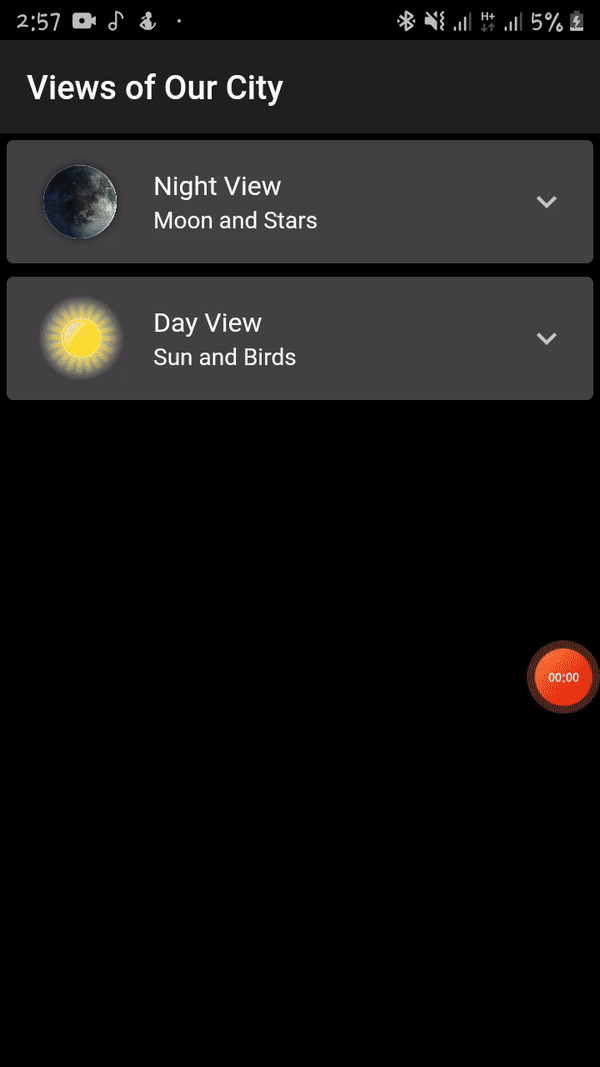 2:57
H+
5%
Views of Our City
Night View
Moon and Stars
Day View
Sun and Birds
00:00